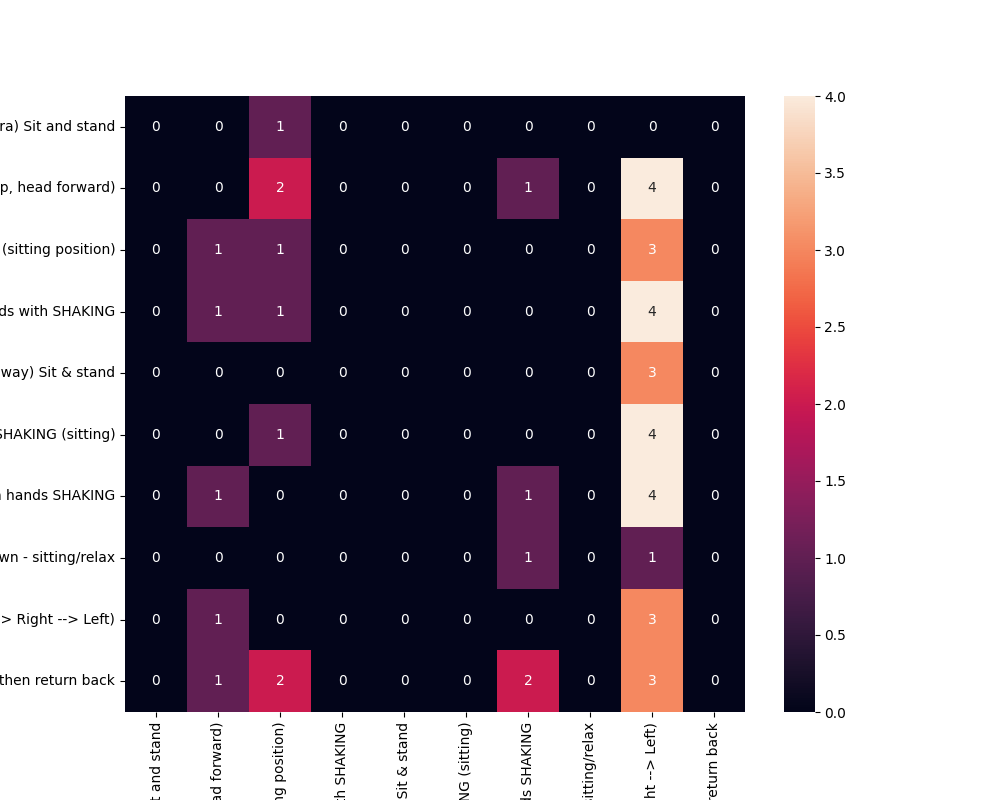 ra) Sit and stand 0 0 1 0 0 0 0 0 0 0
p, head forward) 0 0 2 0 0 0 1 0 4 0
(sitting position) 0 1 1 0 0 0 0 0 3 0
ds with SHAKING 0 1 1 0 0 0 0 0 4 0
way) Sit & stand 0 0 0 0 0 0 0 0 3 0
SHAKING (sitting) 0 0 1 0 0 0 0 0 4 0
hands SHAKING 0 1 0 0 0 0 1 0 4 0
wn - sitting/relax 0 0 0 0 0 0 1 0 1 0
> Right --> Left) 0 1 0 0 0 0 0 0 3 0
then return back 0 1 2 0 0 0 2 0 3 0
t and stand
ad forward)
ng position)
th SHAKING
Sit & stand
NG (sitting)
ds SHAKING
sitting/relax
ht --> Left)
return back
4.0
3.5
3.0
2.5
2.0
1.5
1.0
0.5
0.0